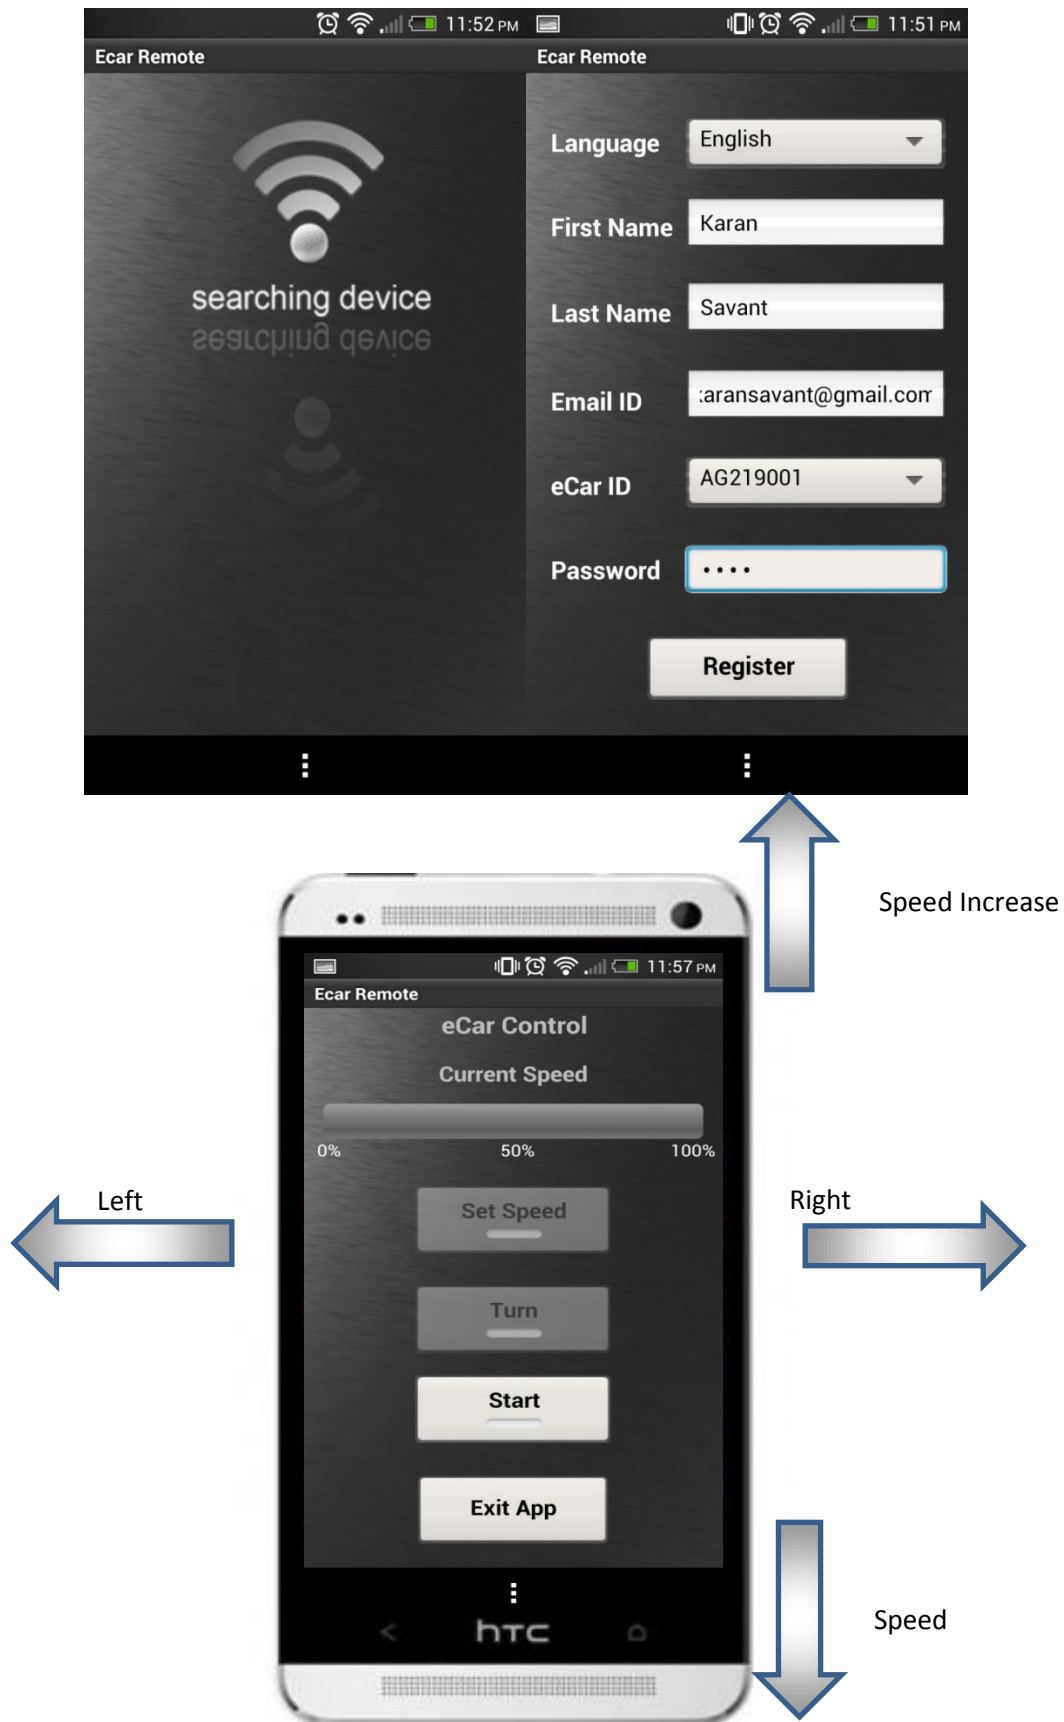 11:52 PM
Ecar Remote
searching device
searching device
11:51 PM
Ecar Remote
Language English
First Name Karan
Last Name Savant
Email ID :aransavant@gmail.com
eCar ID AG219001
Password ····
Register
Speed Increase
11:57 PM
Ecar Remote
eCar Control
Current Speed
0% 50% 100%
Left
Right
Set Speed
Turn
Start
Exit App
Speed
hTC